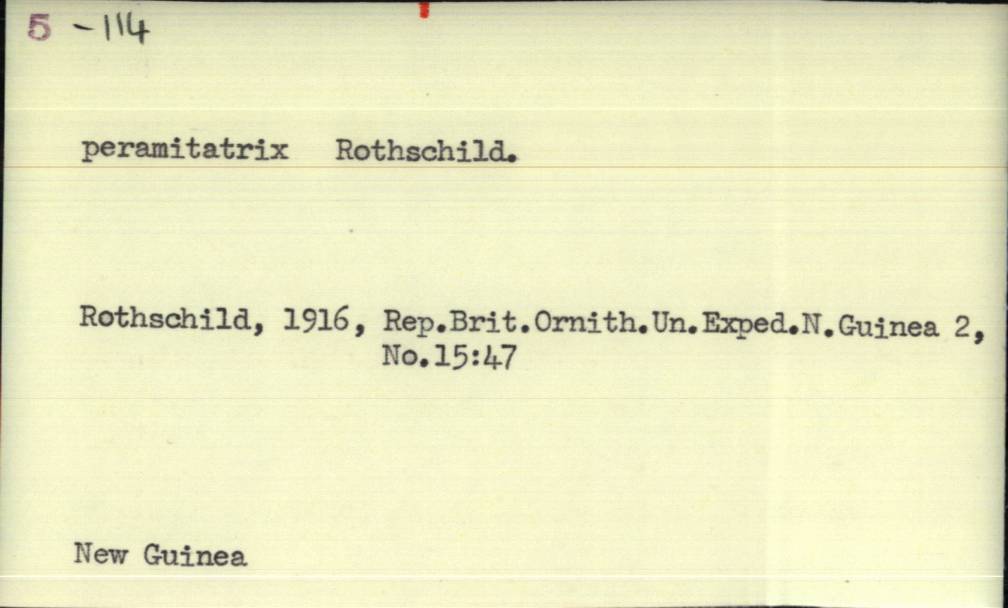 5 -114
peramitatrix Rothschild.
Rothschild, 1916, Rep.Brit.Ornith.Un.Exped.N.Guinea 2,
No.15:47
New Guinea